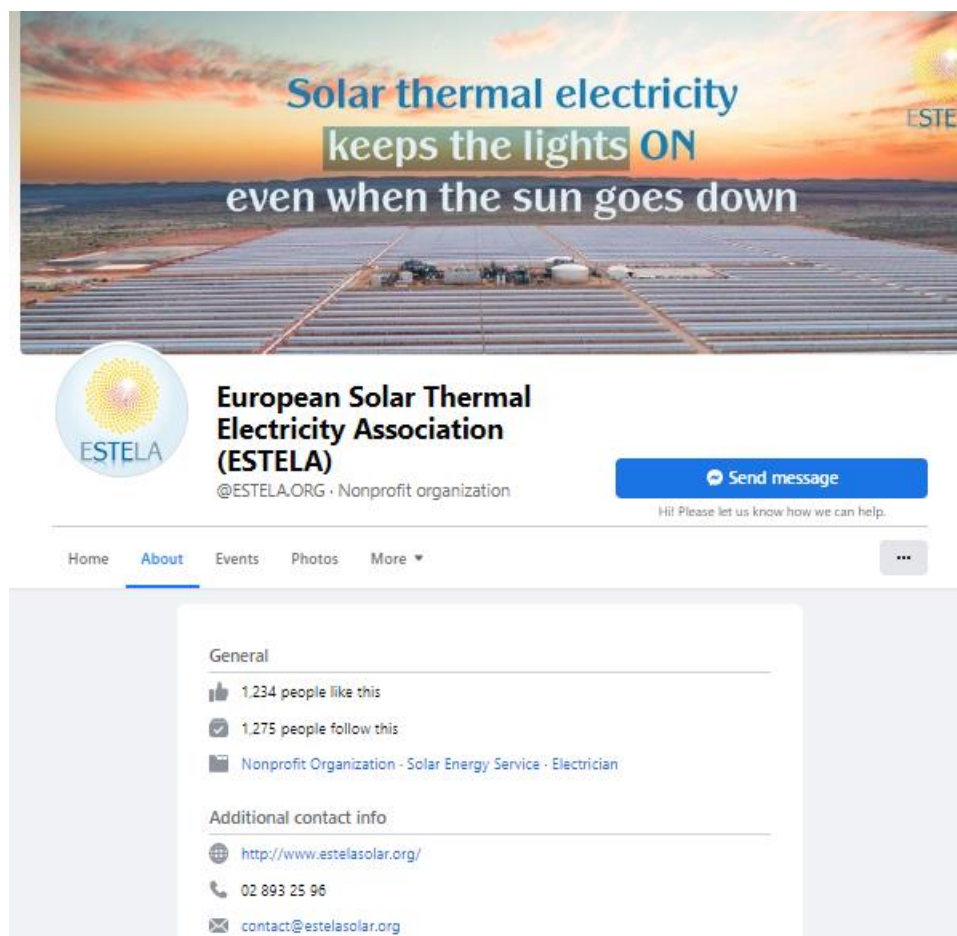 Solar thermal electricity
keeps the lights ON
even when the sun goes down
ESTE
ESTELA
European Solar Thermal
Electricity Association
(ESTELA)
@ESTELA.ORG · Nonprofit organization
Send message
Hi! Please let us know how we can help.
Home About Events Photos More
General
1,234 people like this
1,275 people follow this
Nonprofit Organization · Solar Energy Service · Electrician
Additional contact info
http://www.estelasolar.org/
02 893 25 96
contact@estelasolar.org